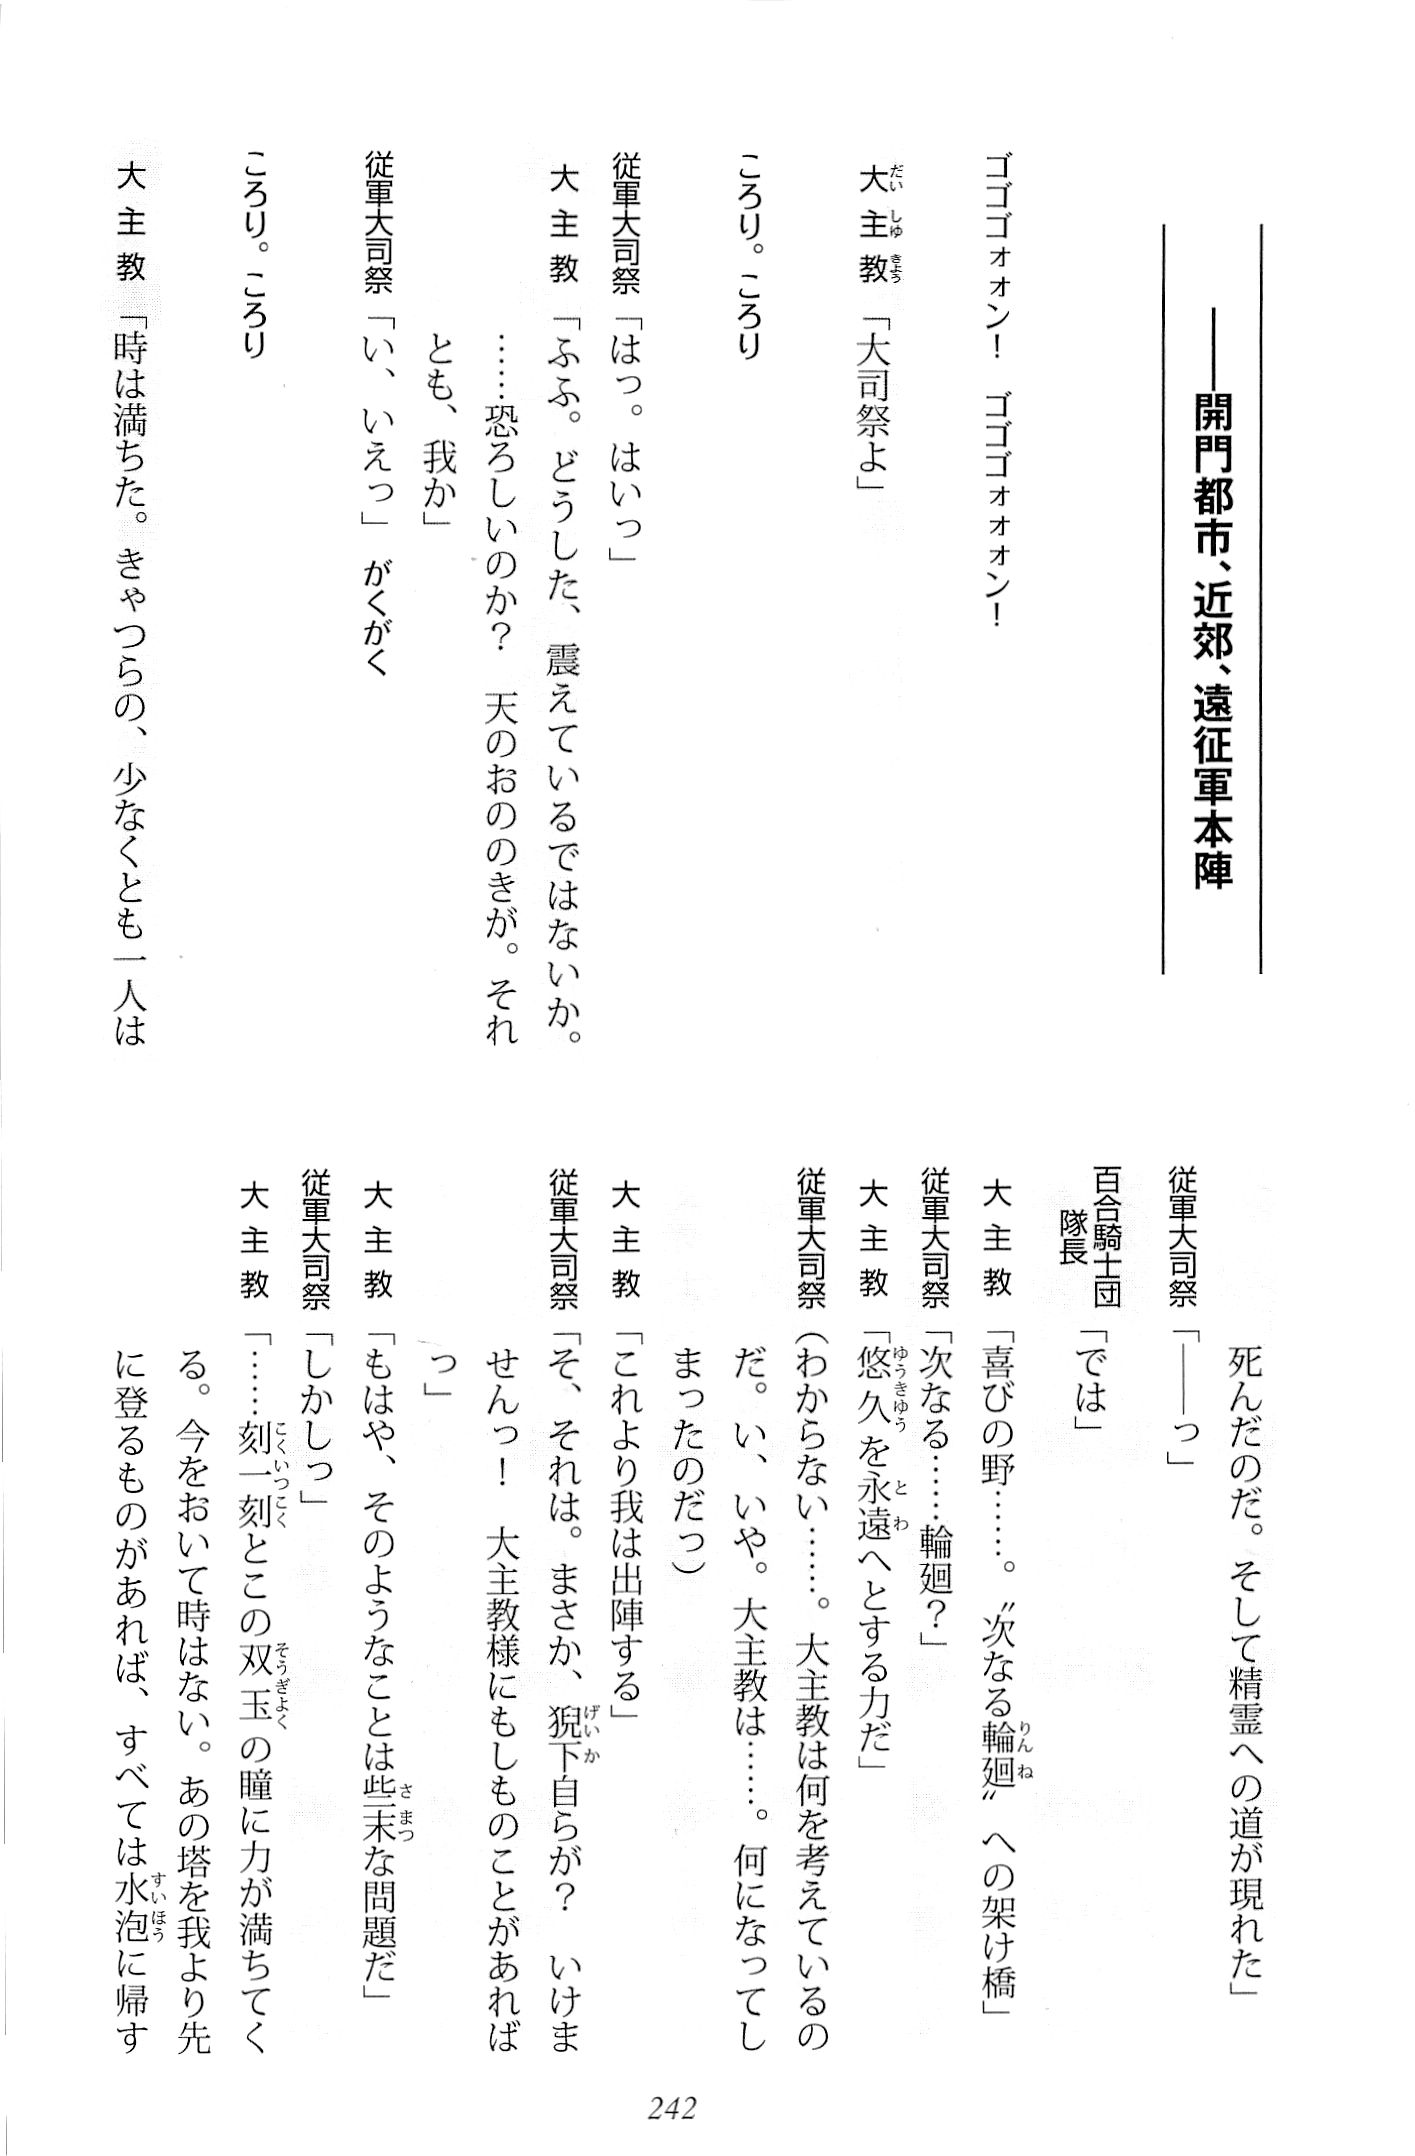 ――開門都市、近郊、遠征軍本陣
ゴゴゴォォン！　ゴゴゴォォォン！
大主教「大司祭よ」
ころり。ころり
従軍大司祭「はっ。はいっ」
大主教「ふふ。どうした、震えているではないか。
……恐ろしいのか？　天のおののきが。それ
とも、我か」
従軍大司祭「い、いえっ」がくがく
ころり。ころり
大主教「時は満ちた。きゃつらの、少なくとも一人は
死んだのだ。そして精霊への道が現れた」
従軍大司祭「――っ」
百合騎士団隊長「では」
大主教「喜びの野……。〝次なる輪廻〟への架け橋」
従軍大司祭「次なる……輪廻？」
大主教「悠久を永遠へとする力だ」
従軍大司祭（わからない……。大主教は何を考えているの
だ。い、いや。大主教は……。何になってし
まったのだっ）
大主教「これより我は出陣する」
従軍大司祭「そ、それは。まさか、猊下自らが？　いけま
せんっ！　大主教様にもしものことがあれば
っ」
大主教「もはや、そのようなことは些末な問題だ」
従軍大司祭「しかしっ」
大主教「……刻一刻とこの双玉の瞳に力が満ちてく
る。今をおいて時はない。あの塔を我より先
に登るものがあれば、すべては水泡に帰す
242